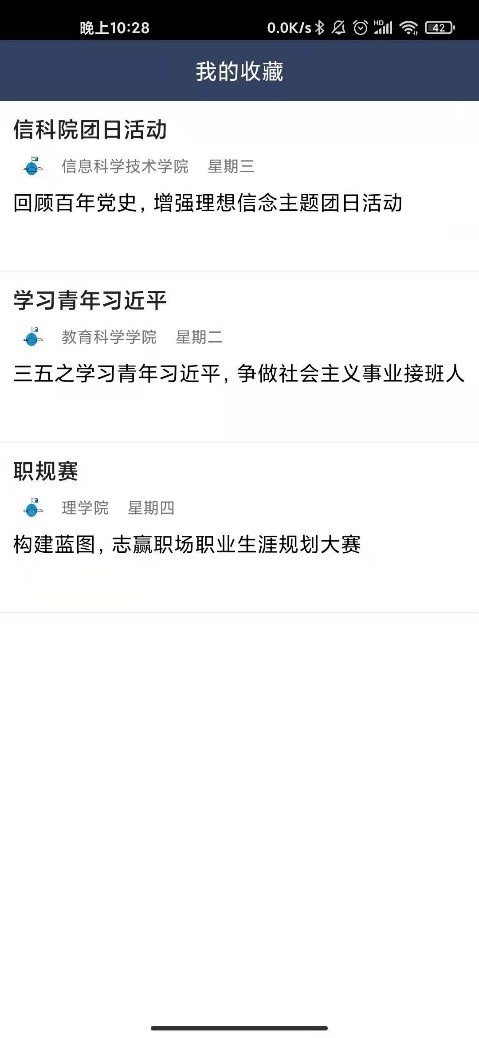 晚上10:28 0.0K/s HD 42
我的收藏
信科院团日活动
信息科学技术学院 星期三
回顾百年党史，增强理想信念主题团日活动
学习青年习近平
教育科学学院 星期二
三五之学习青年习近平，争做社会主义事业接班人
职规赛
理学院 星期四
构建蓝图，志赢职场职业生涯规划大赛